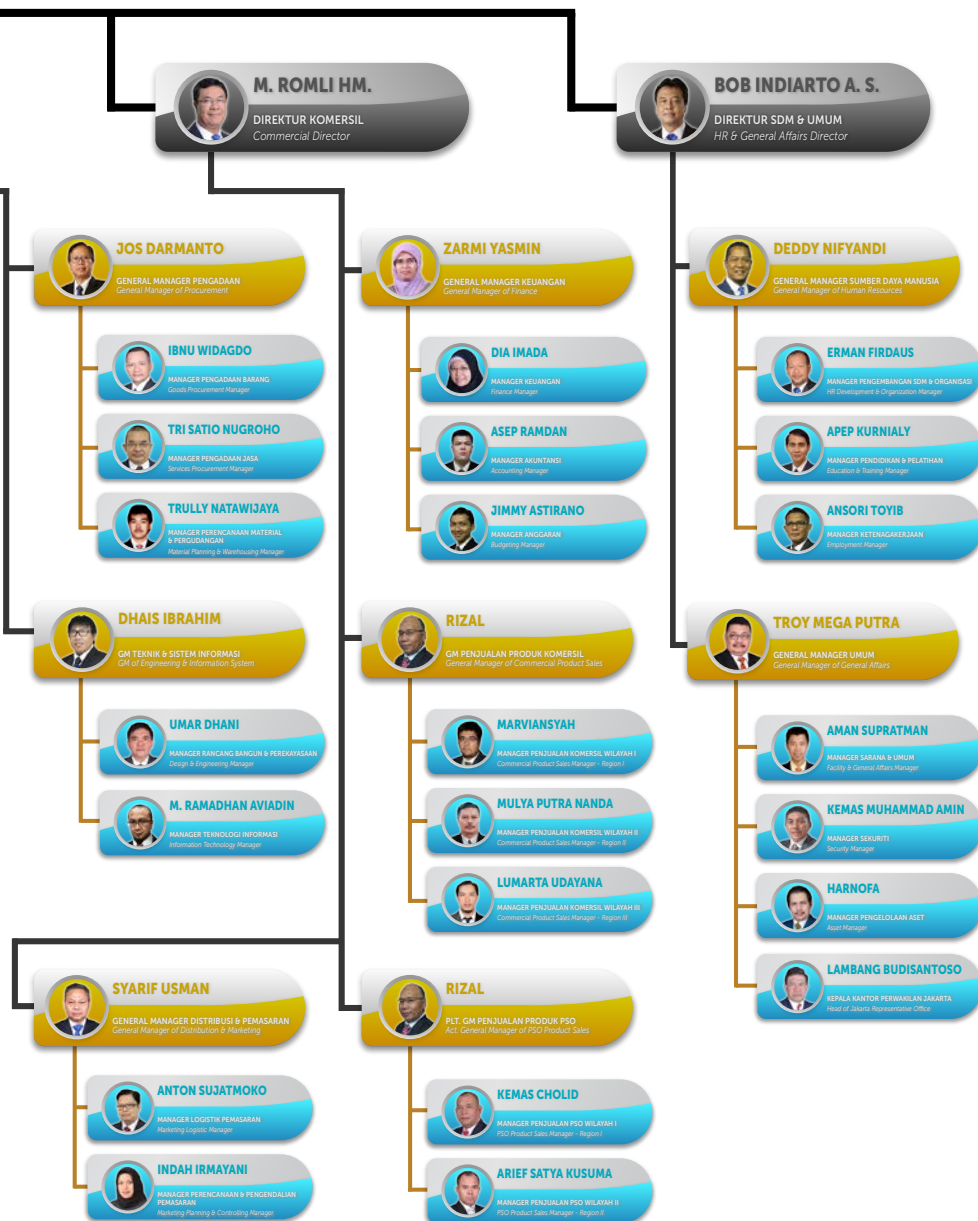 M. ROMLI HM.
DIREKTUR KOMERSIL
Commercial Director
BOB INDIARTO A. S.
DIREKTUR SDM & UMUM
HR & General Affairs Director
JOS DARMANTO
GENERAL MANAGER PENGADAAN
General Manager of Procurement
IBNU WIDAGDO
MANAGER PENGADAAN BARANG
Goods Procurement Manager
TRI SATIO NUGROHO
MANAGER PENGADAAN JASA
Services Procurement Manager
TRULLY NATAWIJAYA
MANAGER PERENCANAAN MATERIAL
& PERGUDANGAN
Material Planning & Warehousing Manager
DHAIS IBRAHIM
GM TEKNIK & SISTEM INFORMASI
GM of Engineering & Information System
UMAR DHANI
MANAGER RANCANG BANGUN & PEREKAYASAAN
Design & Engineering Manager
M. RAMADHAN AVIADIN
MANAGER TEKNOLOGI INFORMASI
Information Technology Manager
SYARIF USMAN
GENERAL MANAGER DISTRIBUSI & PEMASARAN
General Manager of Distribution & Marketing
ANTON SUJATMOKO
MANAGER LOGISTIK PEMASARAN
Marketing Logistic Manager
INDAH IRMAYANI
MANAGER PERENCANAAN & PENGENDALIAN
PEMASARAN
Marketing Planning & Controlling Manager
ZARMI YASMIN
GENERAL MANAGER KEUANGAN
General Manager of Finance
DIA IMADA
MANAGER KEUANGAN
Finance Manager
ASEP RAMDAN
MANAGER AKUNTANSI
Accounting Manager
JIMMY ASTIRANO
MANAGER ANGGARAN
Budgeting Manager
RIZAL
GM PENJUALAN PRODUK KOMERSIL
General Manager of Commercial Product Sales
MARVIANSYAH
MANAGER PENJUALAN KOMERSIL WILAYAH I
Commercial Product Sales Manager - Region I
MULYA PUTRA NANDA
MANAGER PENJUALAN KOMERSIL WILAYAH II
Commercial Product Sales Manager - Region II
LUMARTA UDAYANA
MANAGER PENJUALAN KOMERSIL WILAYAH III
Commercial Product Sales Manager - Region III
RIZAL
PLT. GM PENJUALAN PRODUK PSO
Act. General Manager of PSO Product Sales
KEMAS CHOLID
MANAGER PENJUALAN PSO WILAYAH I
PSO Product Sales Manager - Region I
ARIEF SATYA KUSUMA
MANAGER PENJUALAN PSO WILAYAH II
PSO Product Sales Manager - Region II
DEDDY NIFYANDI
GENERAL MANAGER SUMBER DAYA MANUSIA
General Manager of Human Resources
ERMAN FIRDAUS
MANAGER PENGEMBANGAN SDM & ORGANISASI
HR Development & Organization Manager
APEP KURNIALY
MANAGER PENDIDIKAN & PELATIHAN
Education & Training Manager
ANSORI TOYIB
MANAGER KETENAGAKERJAAN
Employment Manager
TROY MEGA PUTRA
GENERAL MANAGER UMUM
General Manager of General Affairs
AMAN SUPRATMAN
MANAGER SARANA & UMUM
Facility & General Affairs Manager
KEMAS MUHAMMAD AMIN
MANAGER SEKURITI
Security Manager
HARNOFA
MANAGER PENGELOLAAN ASET
Asset Manager
LAMBANG BUDISANTOSO
KEPALA KANTOR PERWAKILAN JAKARTA
Head of Jakarta Representative Office